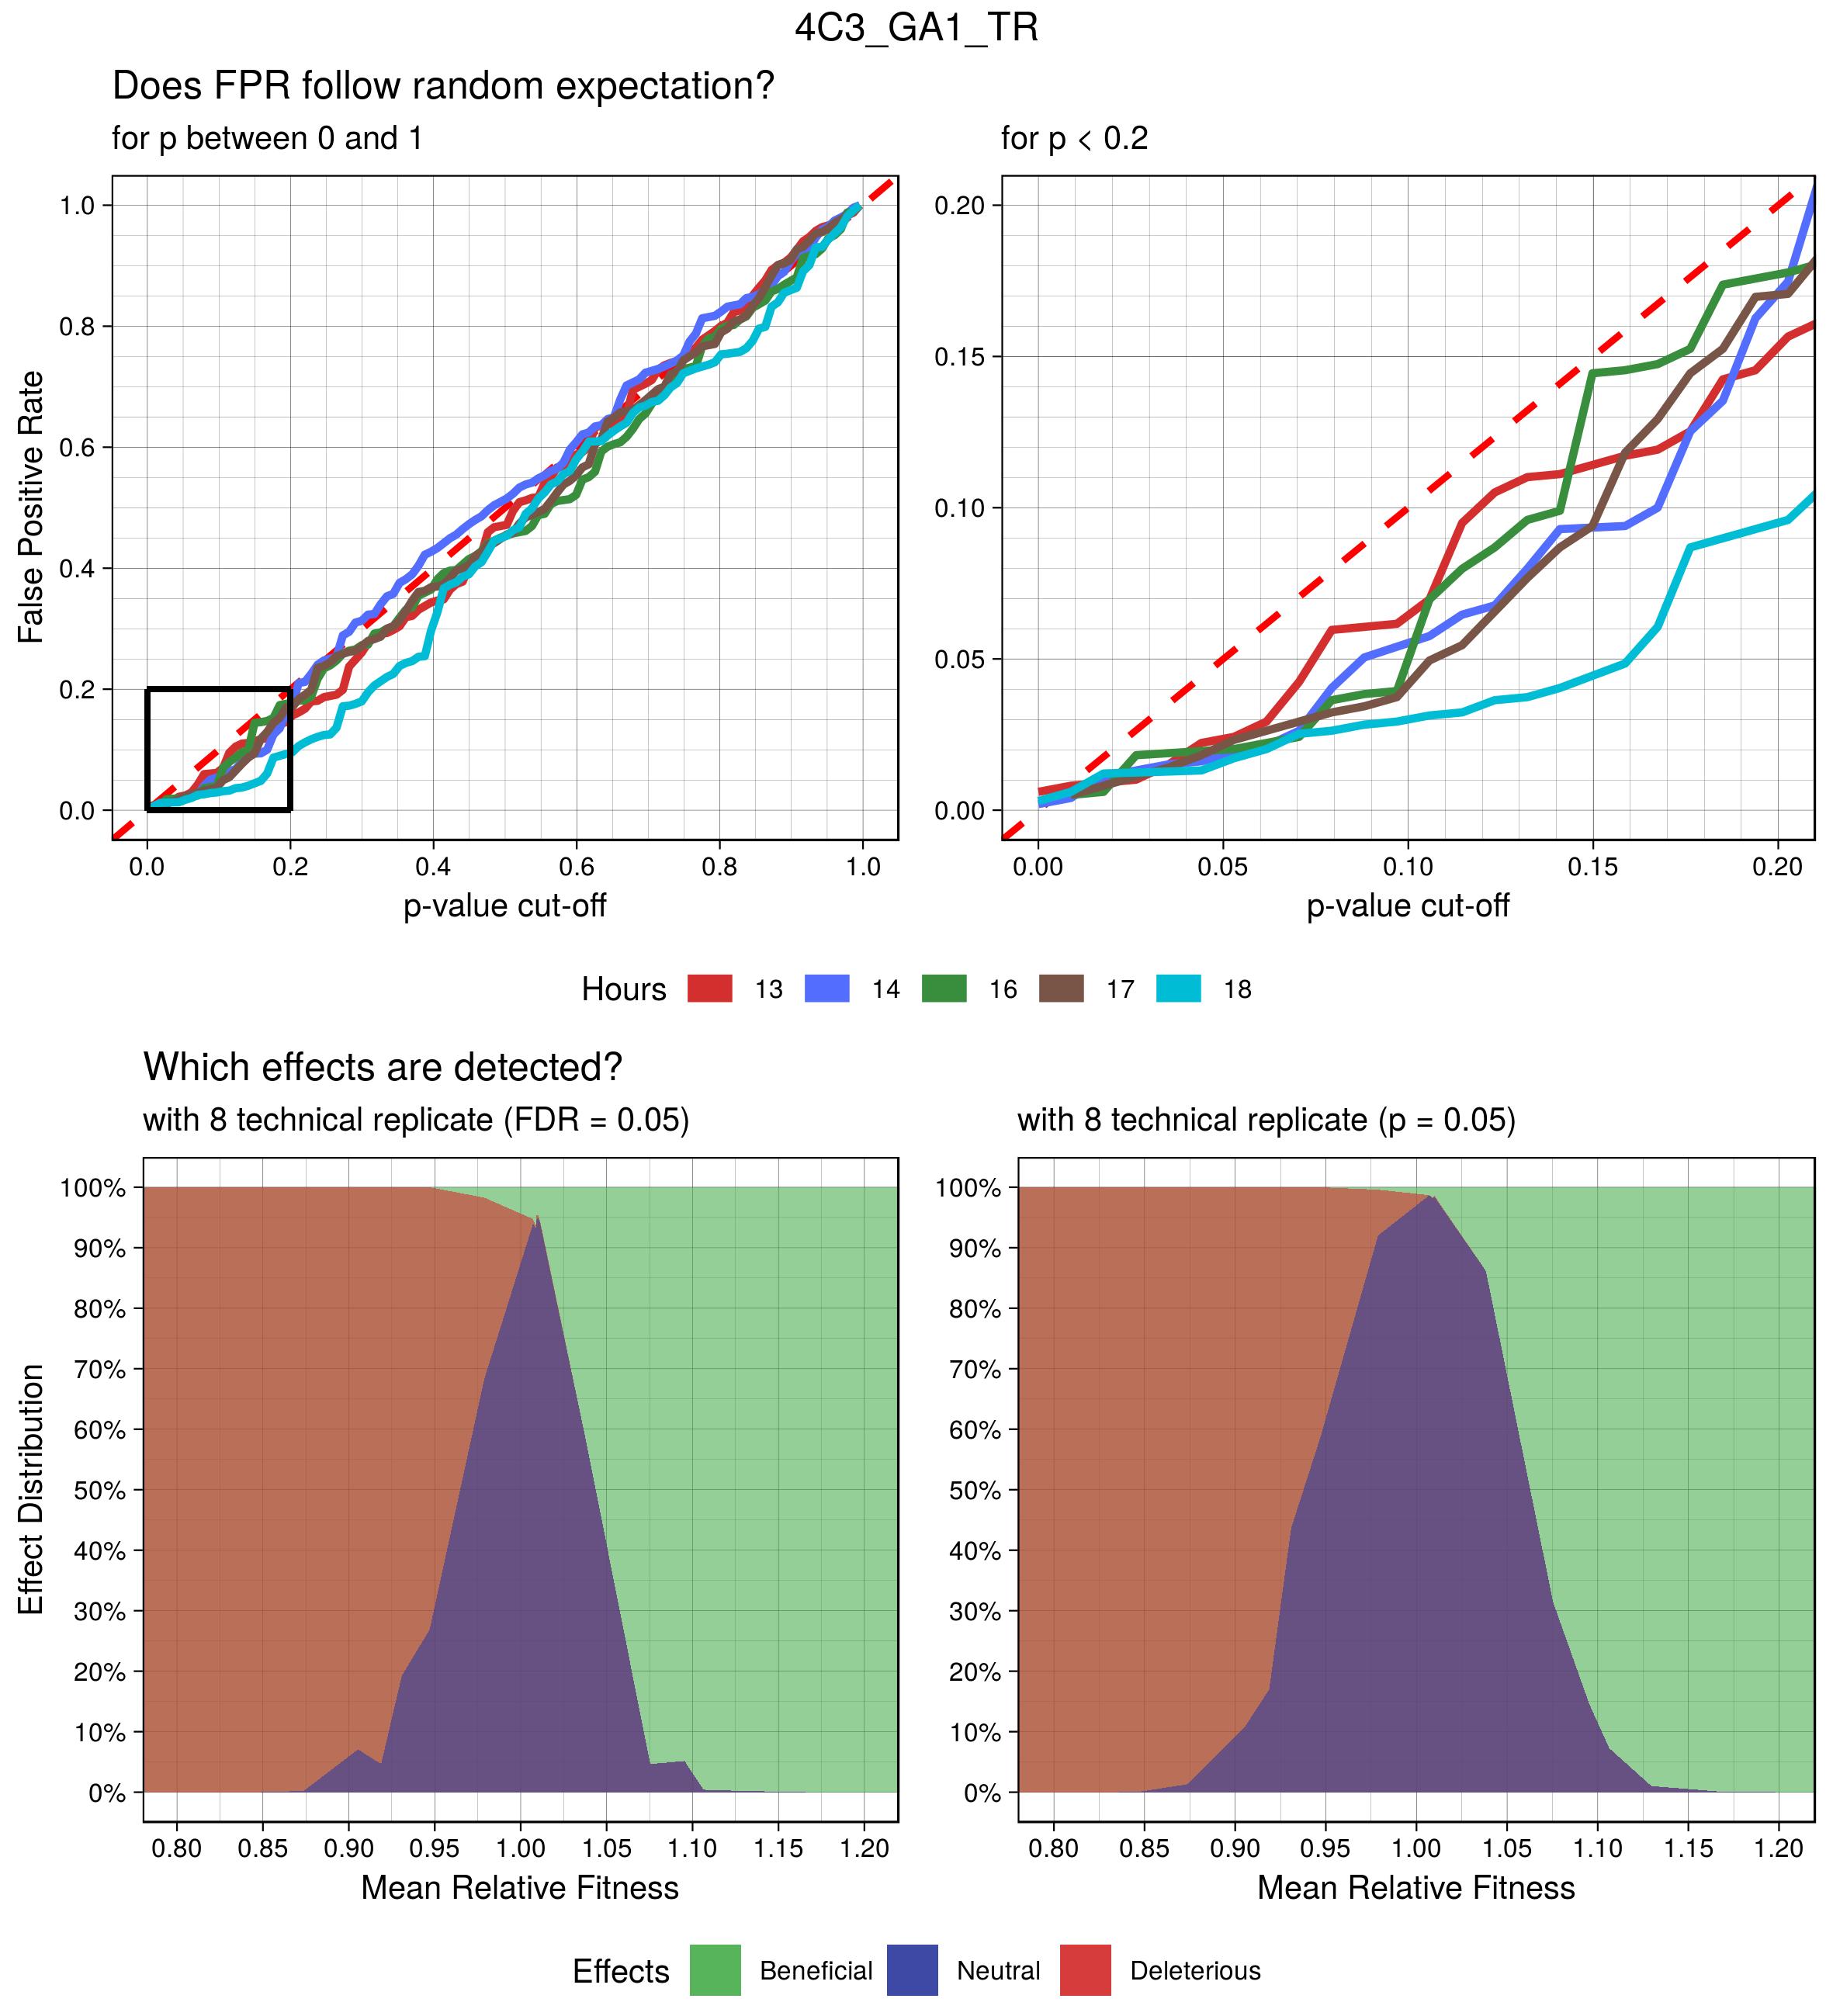 4C3_GA1_TR
Does FPR follow random expectation?
for p between 0 and 1
for p < 0.2
False Positive Rate
1.0
0.8
0.6
0.4
0.2
0.0
0.0 0.2 0.4 0.6 0.8 1.0
p-value cut-off
0.20
0.15
0.10
0.05
0.00
0.00 0.05 0.10 0.15 0.20
p-value cut-off
Hours 13 14 16 17 18
Which effects are detected?
with 8 technical replicate (FDR = 0.05)
with 8 technical replicate (p = 0.05)
Effect Distribution
100%
90%
80%
70%
60%
50%
40%
30%
20%
10%
0%
0.80 0.85 0.90 0.95 1.00 1.05 1.10 1.15 1.20
Mean Relative Fitness
100%
90%
80%
70%
60%
50%
40%
30%
20%
10%
0%
0.80 0.85 0.90 0.95 1.00 1.05 1.10 1.15 1.20
Mean Relative Fitness
Effects Beneficial Neutral Deleterious